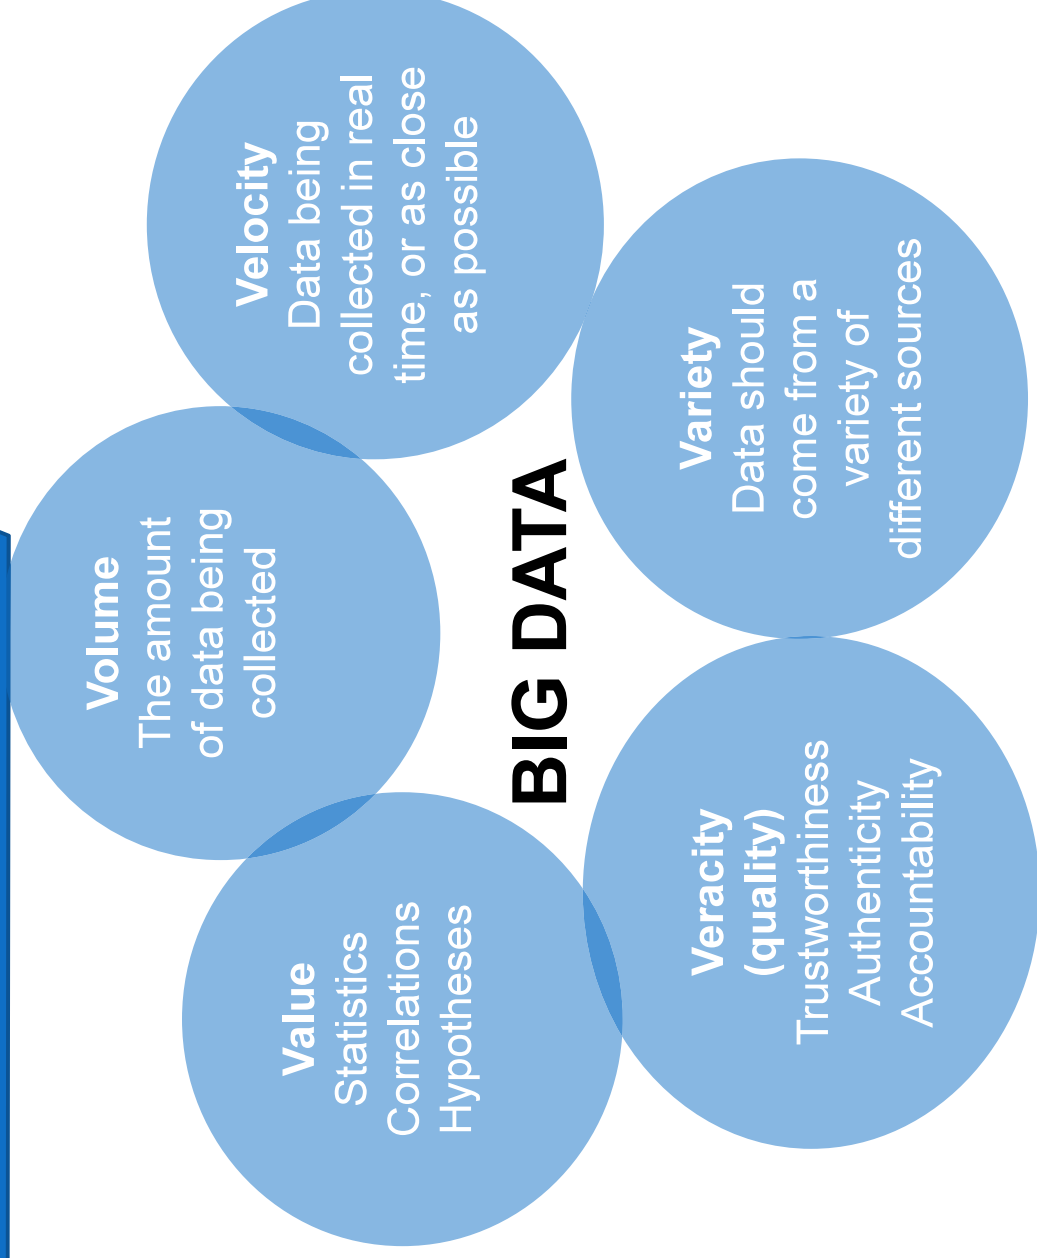 Volume
The amount
of data being
collected
Velocity
Data being
collected in real
time, or as close
as possible
Variety
Data should
come from a
variety of
different sources
Veracity
(quality)
Trustworthiness
Authenticity
Accountability
Value
Statistics
Correlations
Hypotheses
BIG DATA